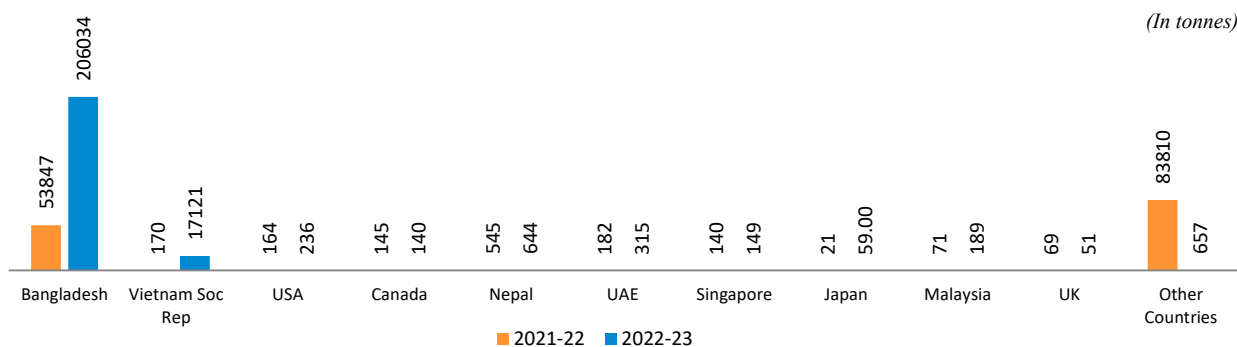 (In tonnes)
53847
206034
170
17121
164
236
145
140
545
644
182
315
140
149
21
59.00
71
189
69
51
83810
657
Bangladesh
Vietnam Soc
Rep
USA
Canada
Nepal
UAE
Singapore
Japan
Malaysia
UK
Other
Countries
2021-22
2022-23